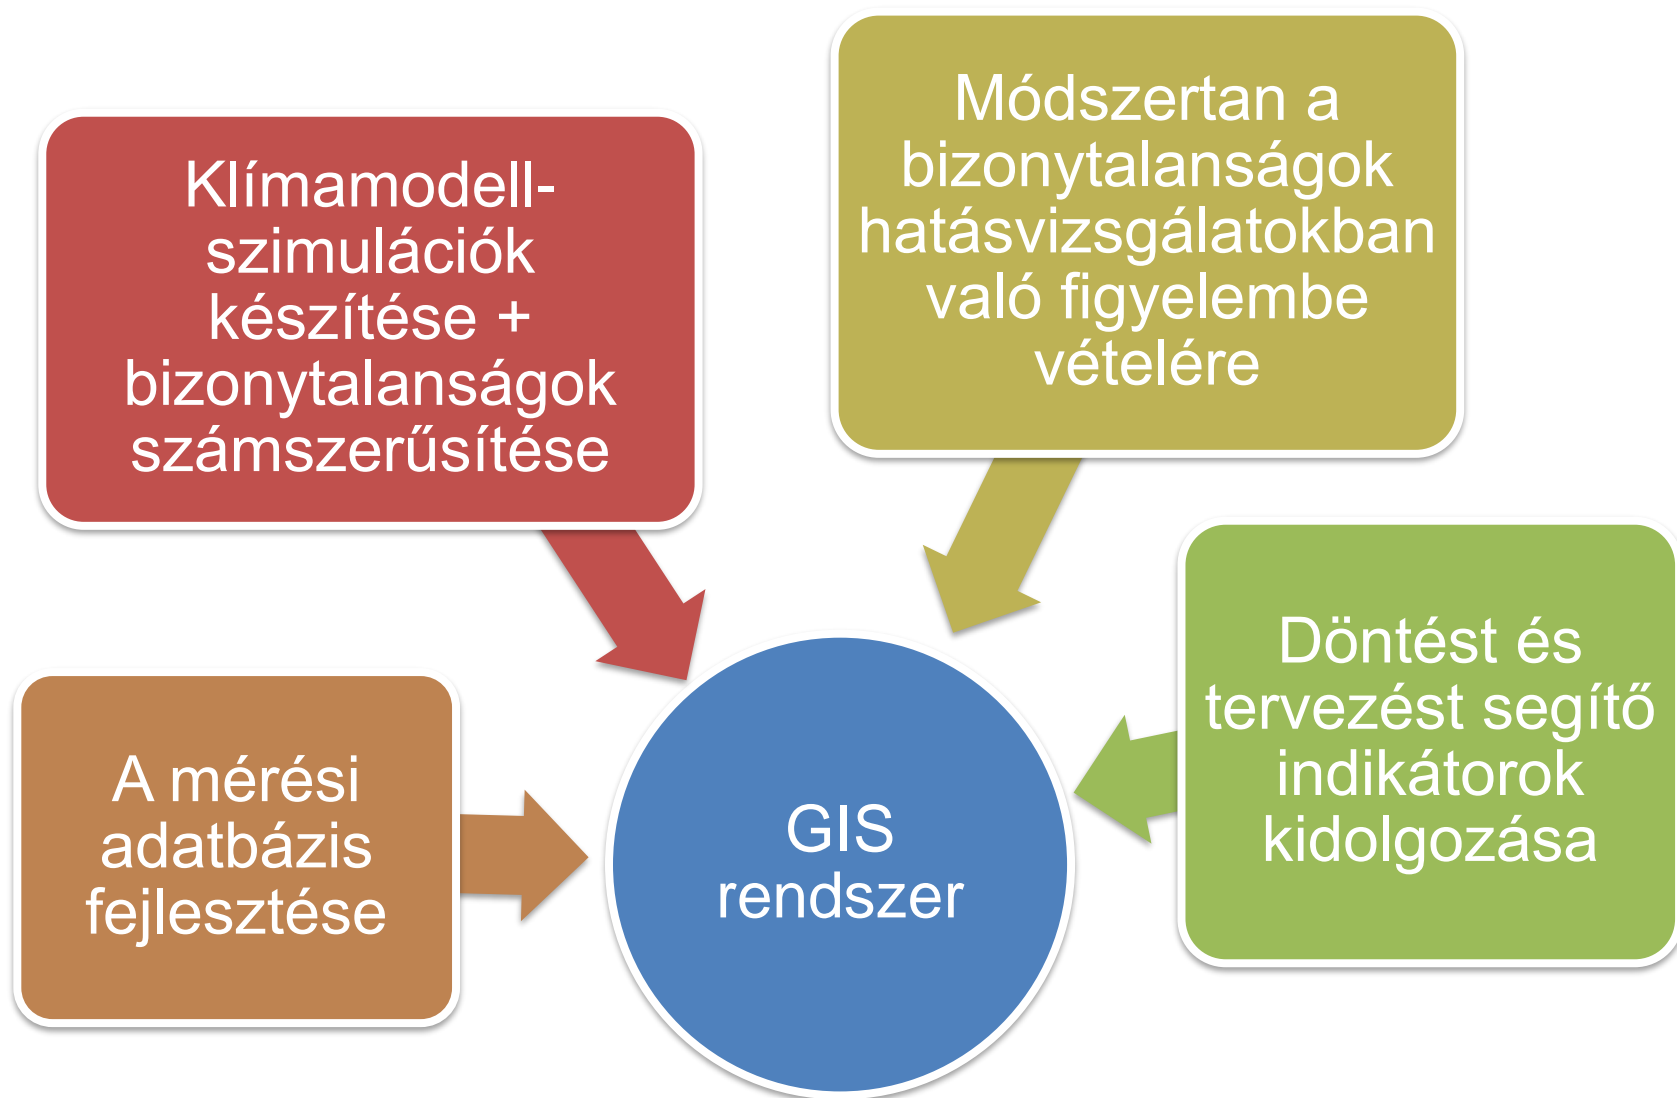 Klímamodell-
szimulációk
készítése +
bizonytalanságok
számszerűsítése
Módszertan a
bizonytalanságok
hatásvizsgálatokban
való figyelembe
vételére
A mérési
adatbázis
fejlesztése
GIS
rendszer
Döntést és
tervezést segítő
indikátorok
kidolgozása